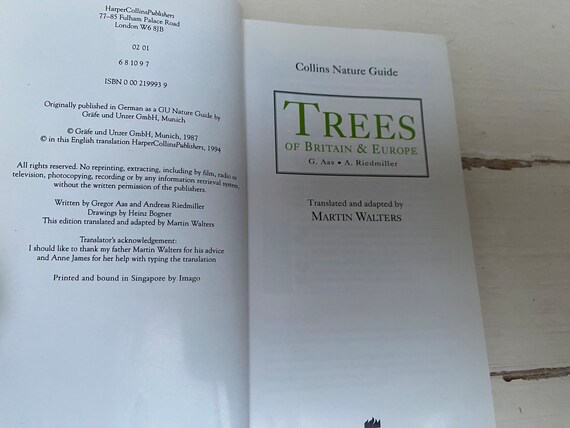 HarperCollinsPublishers
77–85 Fulham Palace Road
London W6 8JB
02 01
6 8 10 9 7
ISBN 0 00 219993 9
Originally published in German as a GU Nature Guide by
Gräfe und Unzer GmbH, Munich
© Gräfe und Unzer GmbH, Munich, 1987
© in this English translation HarperCollinsPublishers, 1994
All rights reserved. No reprinting, extracting, including by film, radio or
television, photocopying, recording or by any information retrieval system,
without the written permission of the publishers.
Written by Gregor Aas and Andreas Riedmiller
Drawings by Heinz Bogner
This edition translated and adapted by Martin Walters
Translator's acknowledgement:
I should like to thank my father Martin Walters for his advice
and Anne James for her help with typing the translation
Printed and bound in Singapore by Imago
Collins Nature Guide
TREES
OF BRITAIN & EUROPE
G. Aas • A. Riedmiller
Translated and adapted by
MARTIN WALTERS